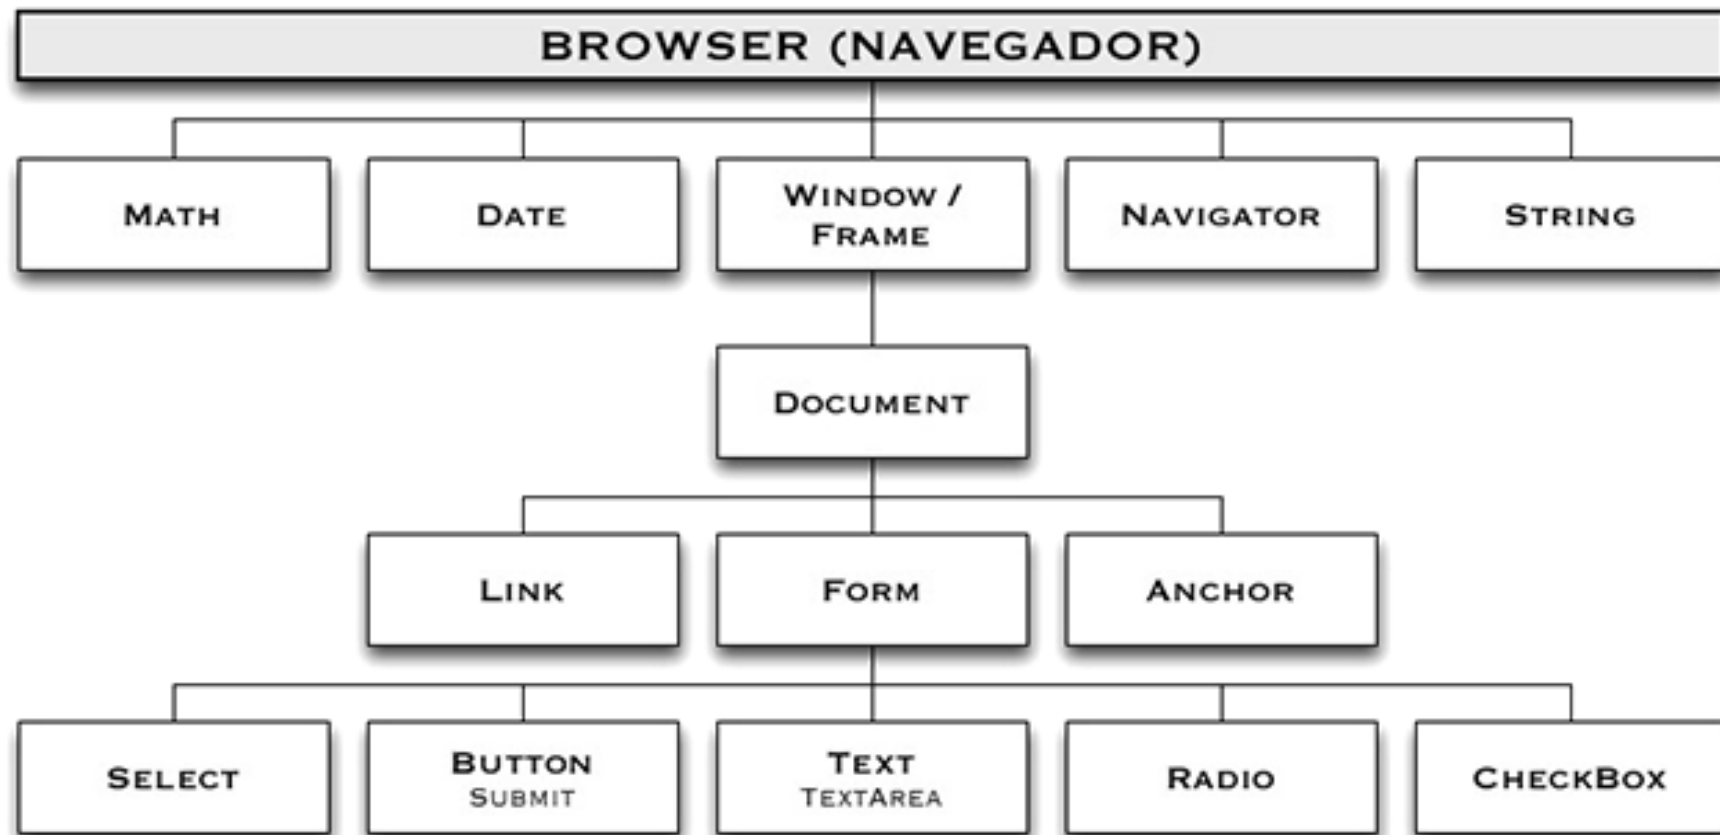 BROWSER (NAVEGADOR)
MATH
DATE
WINDOW /
FRAME
NAVIGATOR
STRING
DOCUMENT
LINK
FORM
ANCHOR
SELECT
BUTTON
SUBMIT
TEXT
TEXTAREA
RADIO
CHECKBOX